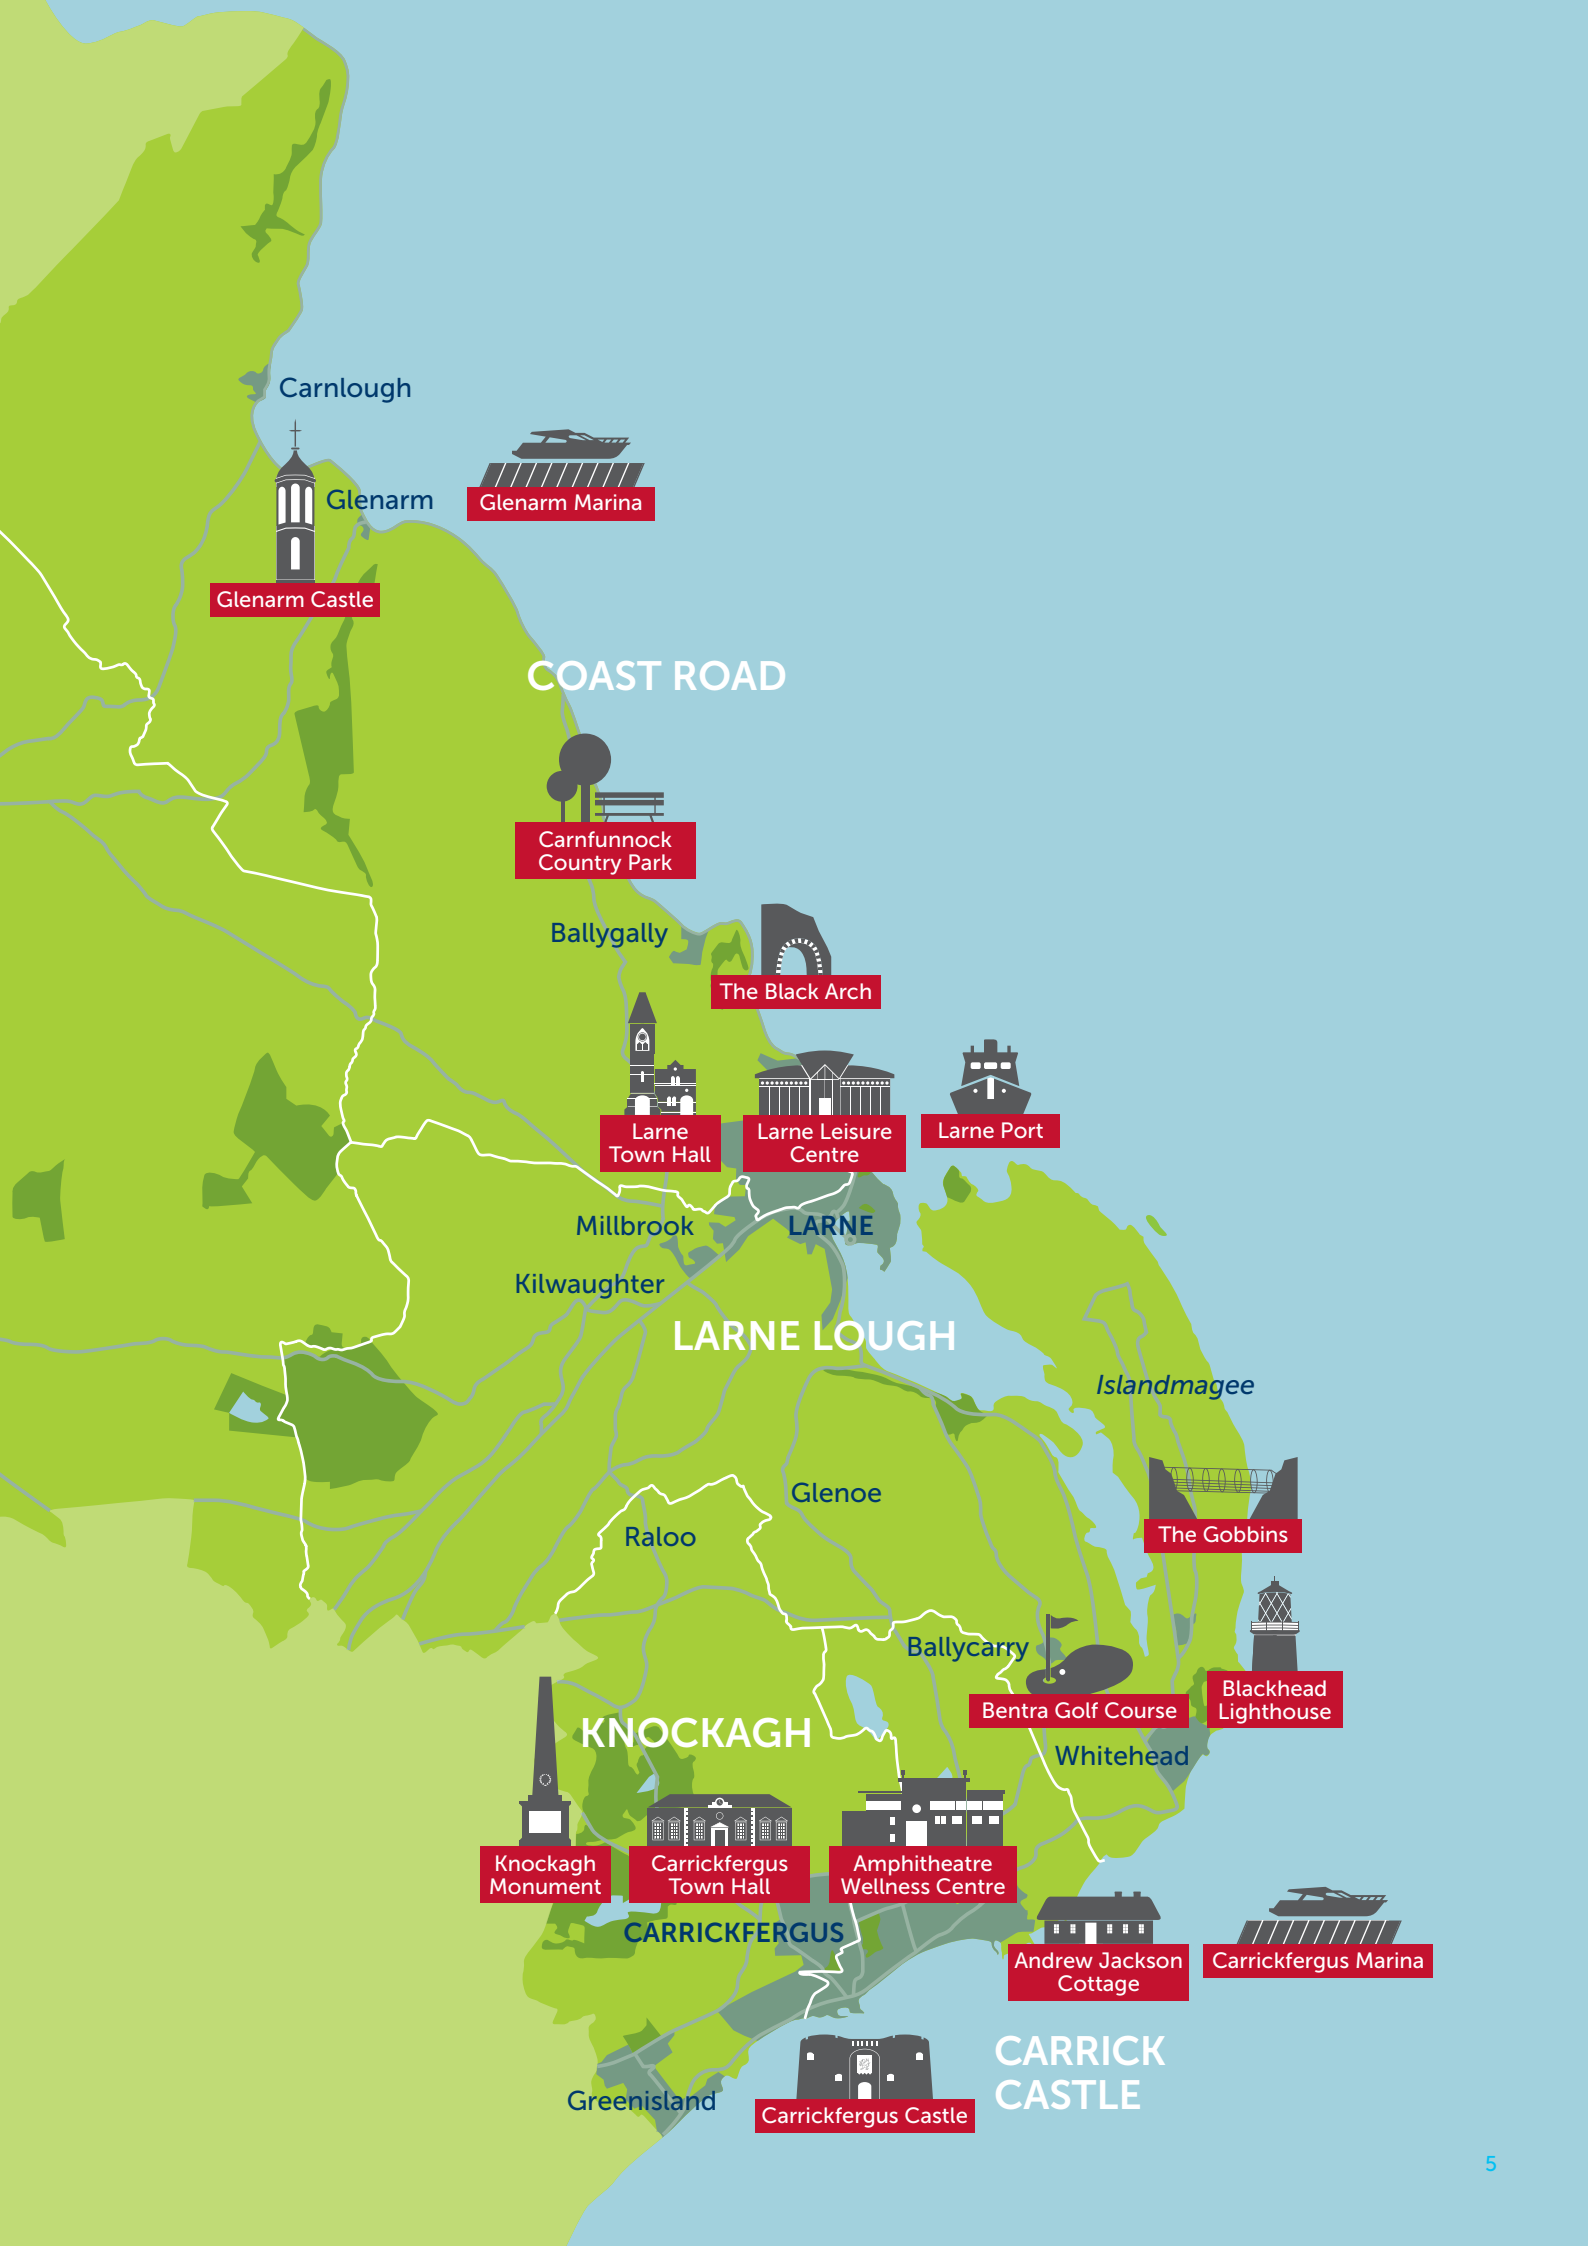 Carnlough
Glenarm
Glenarm Marina
Glenarm Castle
COAST ROAD
Carnfunnock
Country Park
Ballygally
The Black Arch
Larne
Town Hall
Larne Leisure
Centre
Larne Port
Millbrook
LARNE
Kilwaughter
LARNE LOUGH
Islandmagee
Glenoe
Raloo
The Gobbins
Ballycarry
Bentra Golf Course
Blackhead
Lighthouse
KNOCKAGH
Whitehead
Knockagh
Monument
Carrickfergus
Town Hall
Amphitheatre
Wellness Centre
CARRICKFERGUS
Andrew Jackson
Cottage
Carrickfergus Marina
CARRICK
CASTLE
Greenisland
Carrickfergus Castle
5